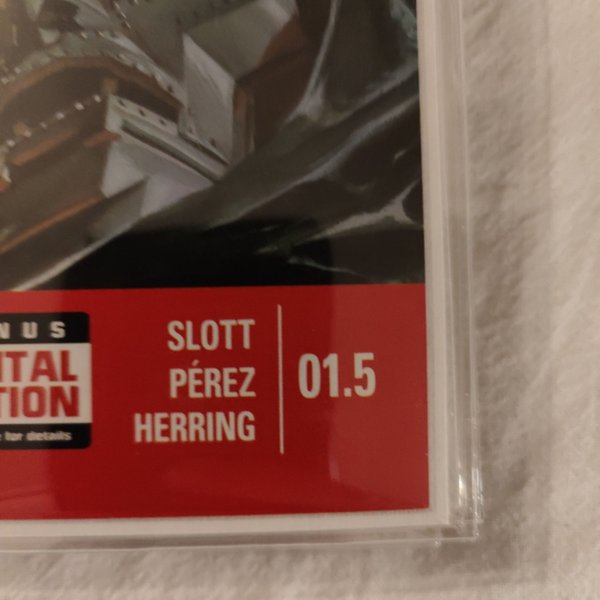 NUS
ITAL
TION
for details
SLOTT
PÉREZ
HERRING
01.5